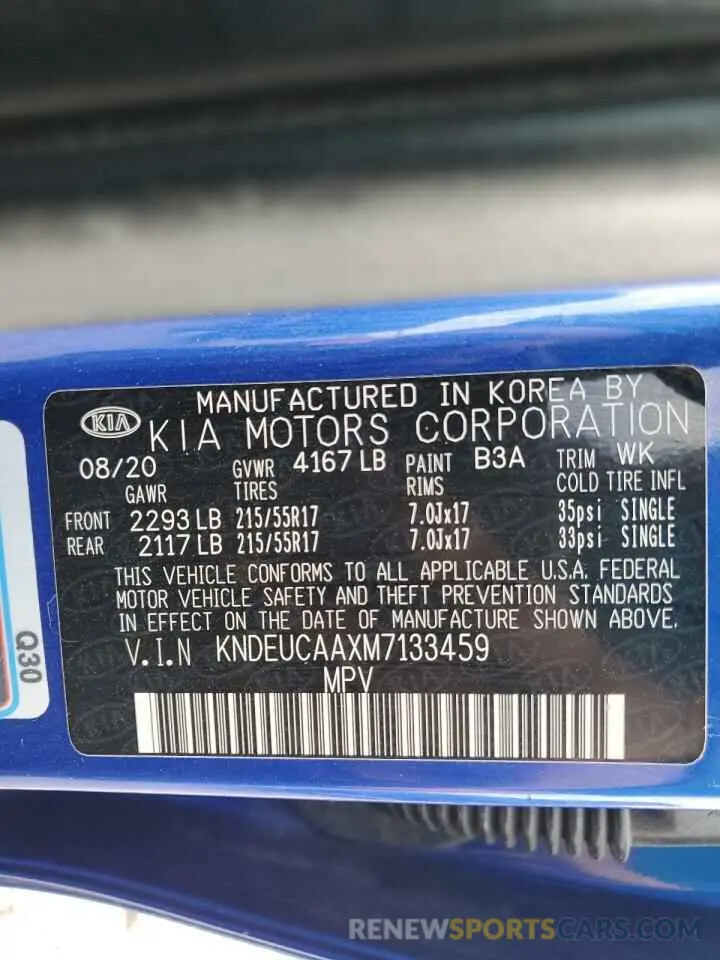 MANUFACTURED IN KOREA BY
KIA KIA MOTORS CORPORATION
08/20 GVWR 4167 LB PAINT B3A TRIM WK
GAWR TIRES RIMS COLD TIRE INFL
FRONT 2293 LB 215/55R17 7.0Jx17 35psi SINGLE
REAR 2117 LB 215/55R17 7.0Jx17 33psi SINGLE
THIS VEHICLE CONFORMS TO ALL APPLICABLE U.S.A. FEDERAL
MOTOR VEHICLE SAFETY AND THEFT PREVENTION STANDARDS
IN EFFECT ON THE DATE OF MANUFACTURE SHOWN ABOVE.
V.I.N KNDEUCAAXM7133459
MPV
Q30
RENEWSPORTSCARS.COM